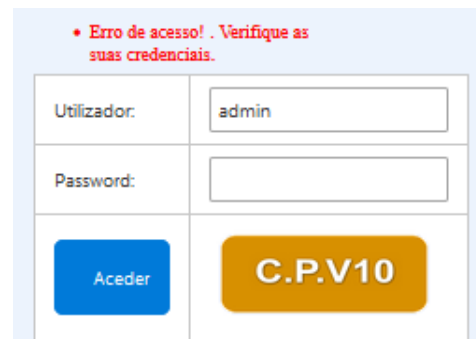 Erro de acesso! . Verifique as
suas credenciais.
Utilizador: admin
Password:
Aceder C.P.V10